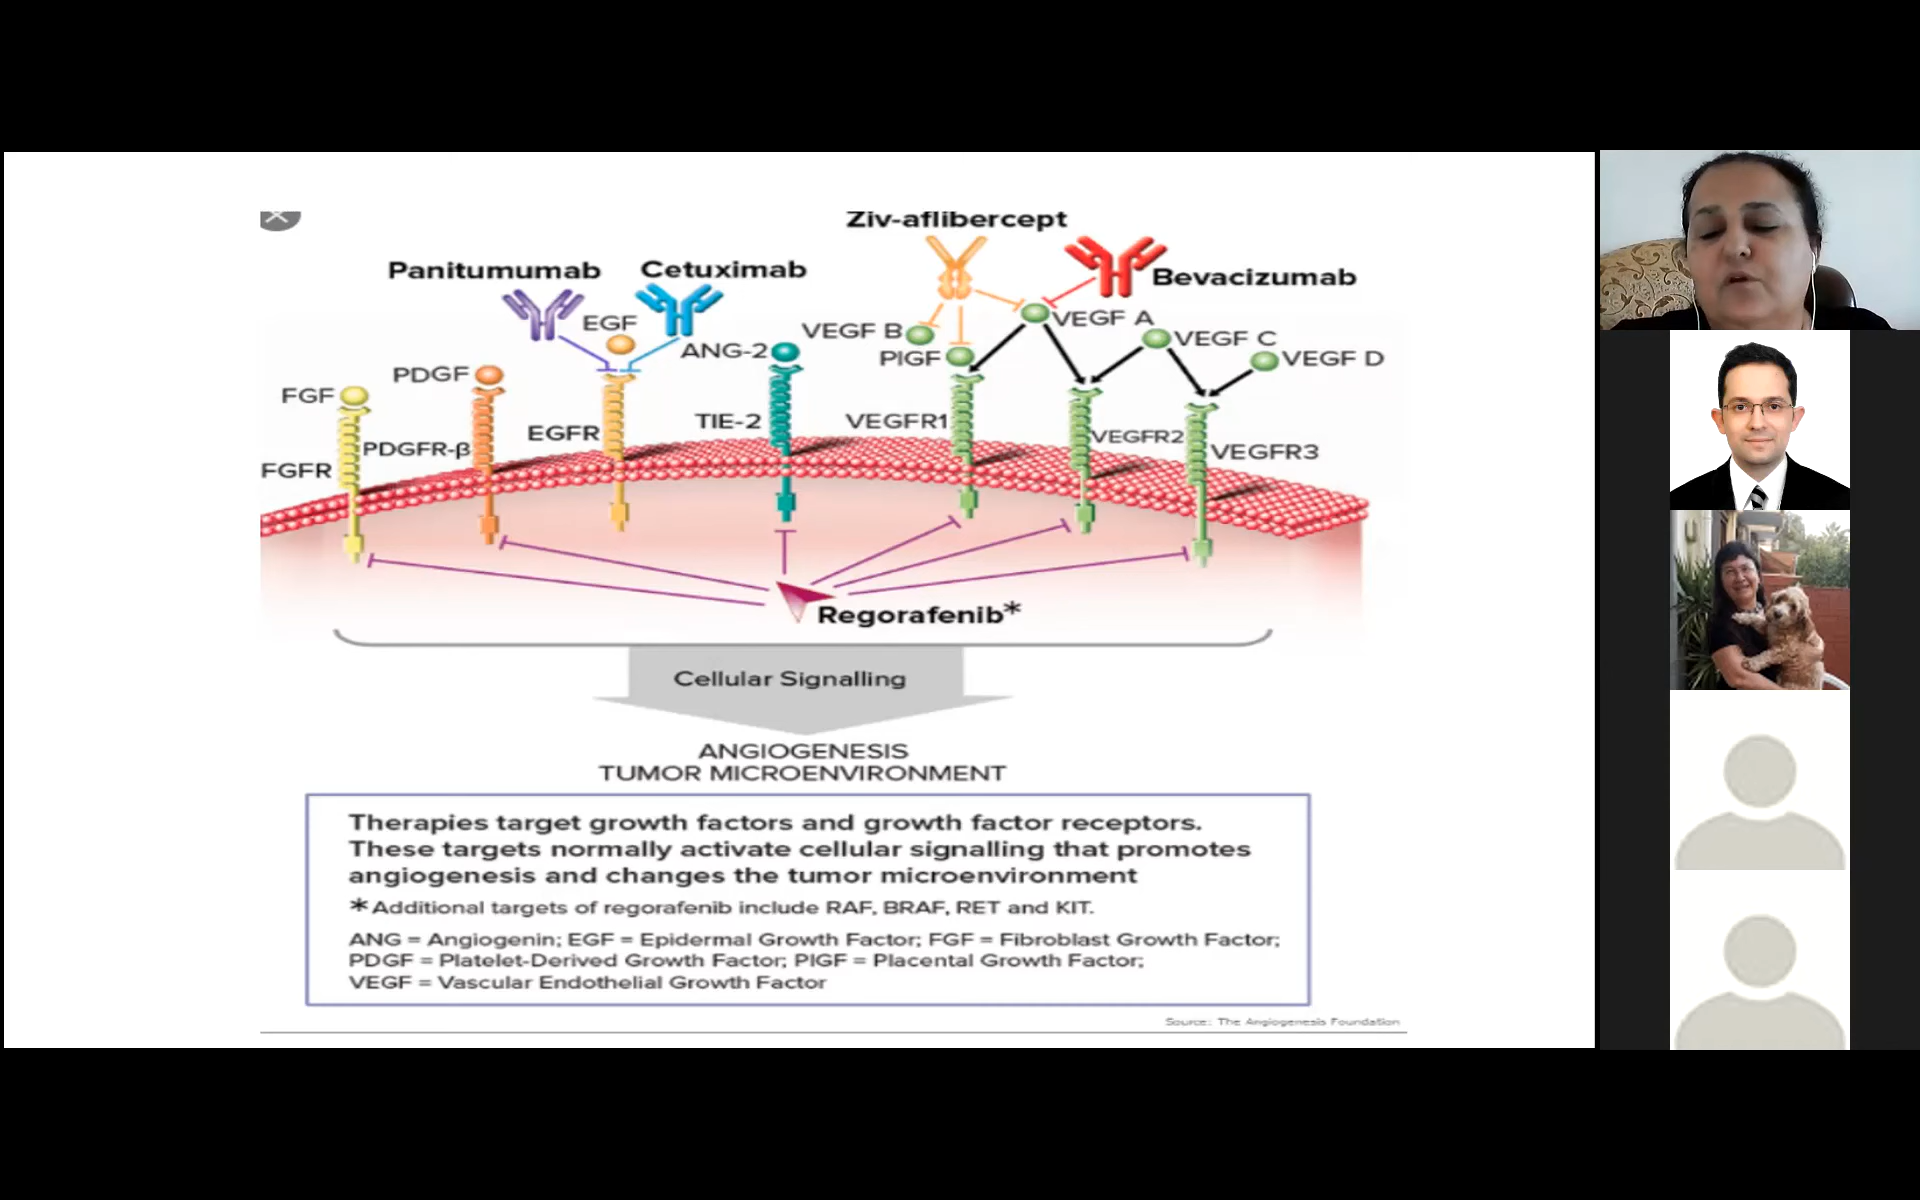 Ziv-aflibercept
Panitumumab
Cetuximab
Bevacizumab
EGF
VEGF A
VEGF B
VEGF C
ANG-2
PIGF
VEGF D
PDGF
FGF
TIE-2
VEGFR1
EGFR
VEGFR2
PDGFR-β
VEGFR3
FGFR
Regorafenib*
Cellular Signalling
ANGIOGENESIS
TUMOR MICROENVIRONMENT
Therapies target growth factors and growth factor receptors.
These targets normally activate cellular signalling that promotes
angiogenesis and changes the tumor microenvironment
*Additional targets of regorafenib include RAF, BRAF, RET and KIT.
ANG = Angiogenin; EGF = Epidermal Growth Factor; FGF = Fibroblast Growth Factor;
PDGF = Platelet-Derived Growth Factor; PIGF = Placental Growth Factor;
VEGF = Vascular Endothelial Growth Factor
Source: The Angiogenesis Foundation